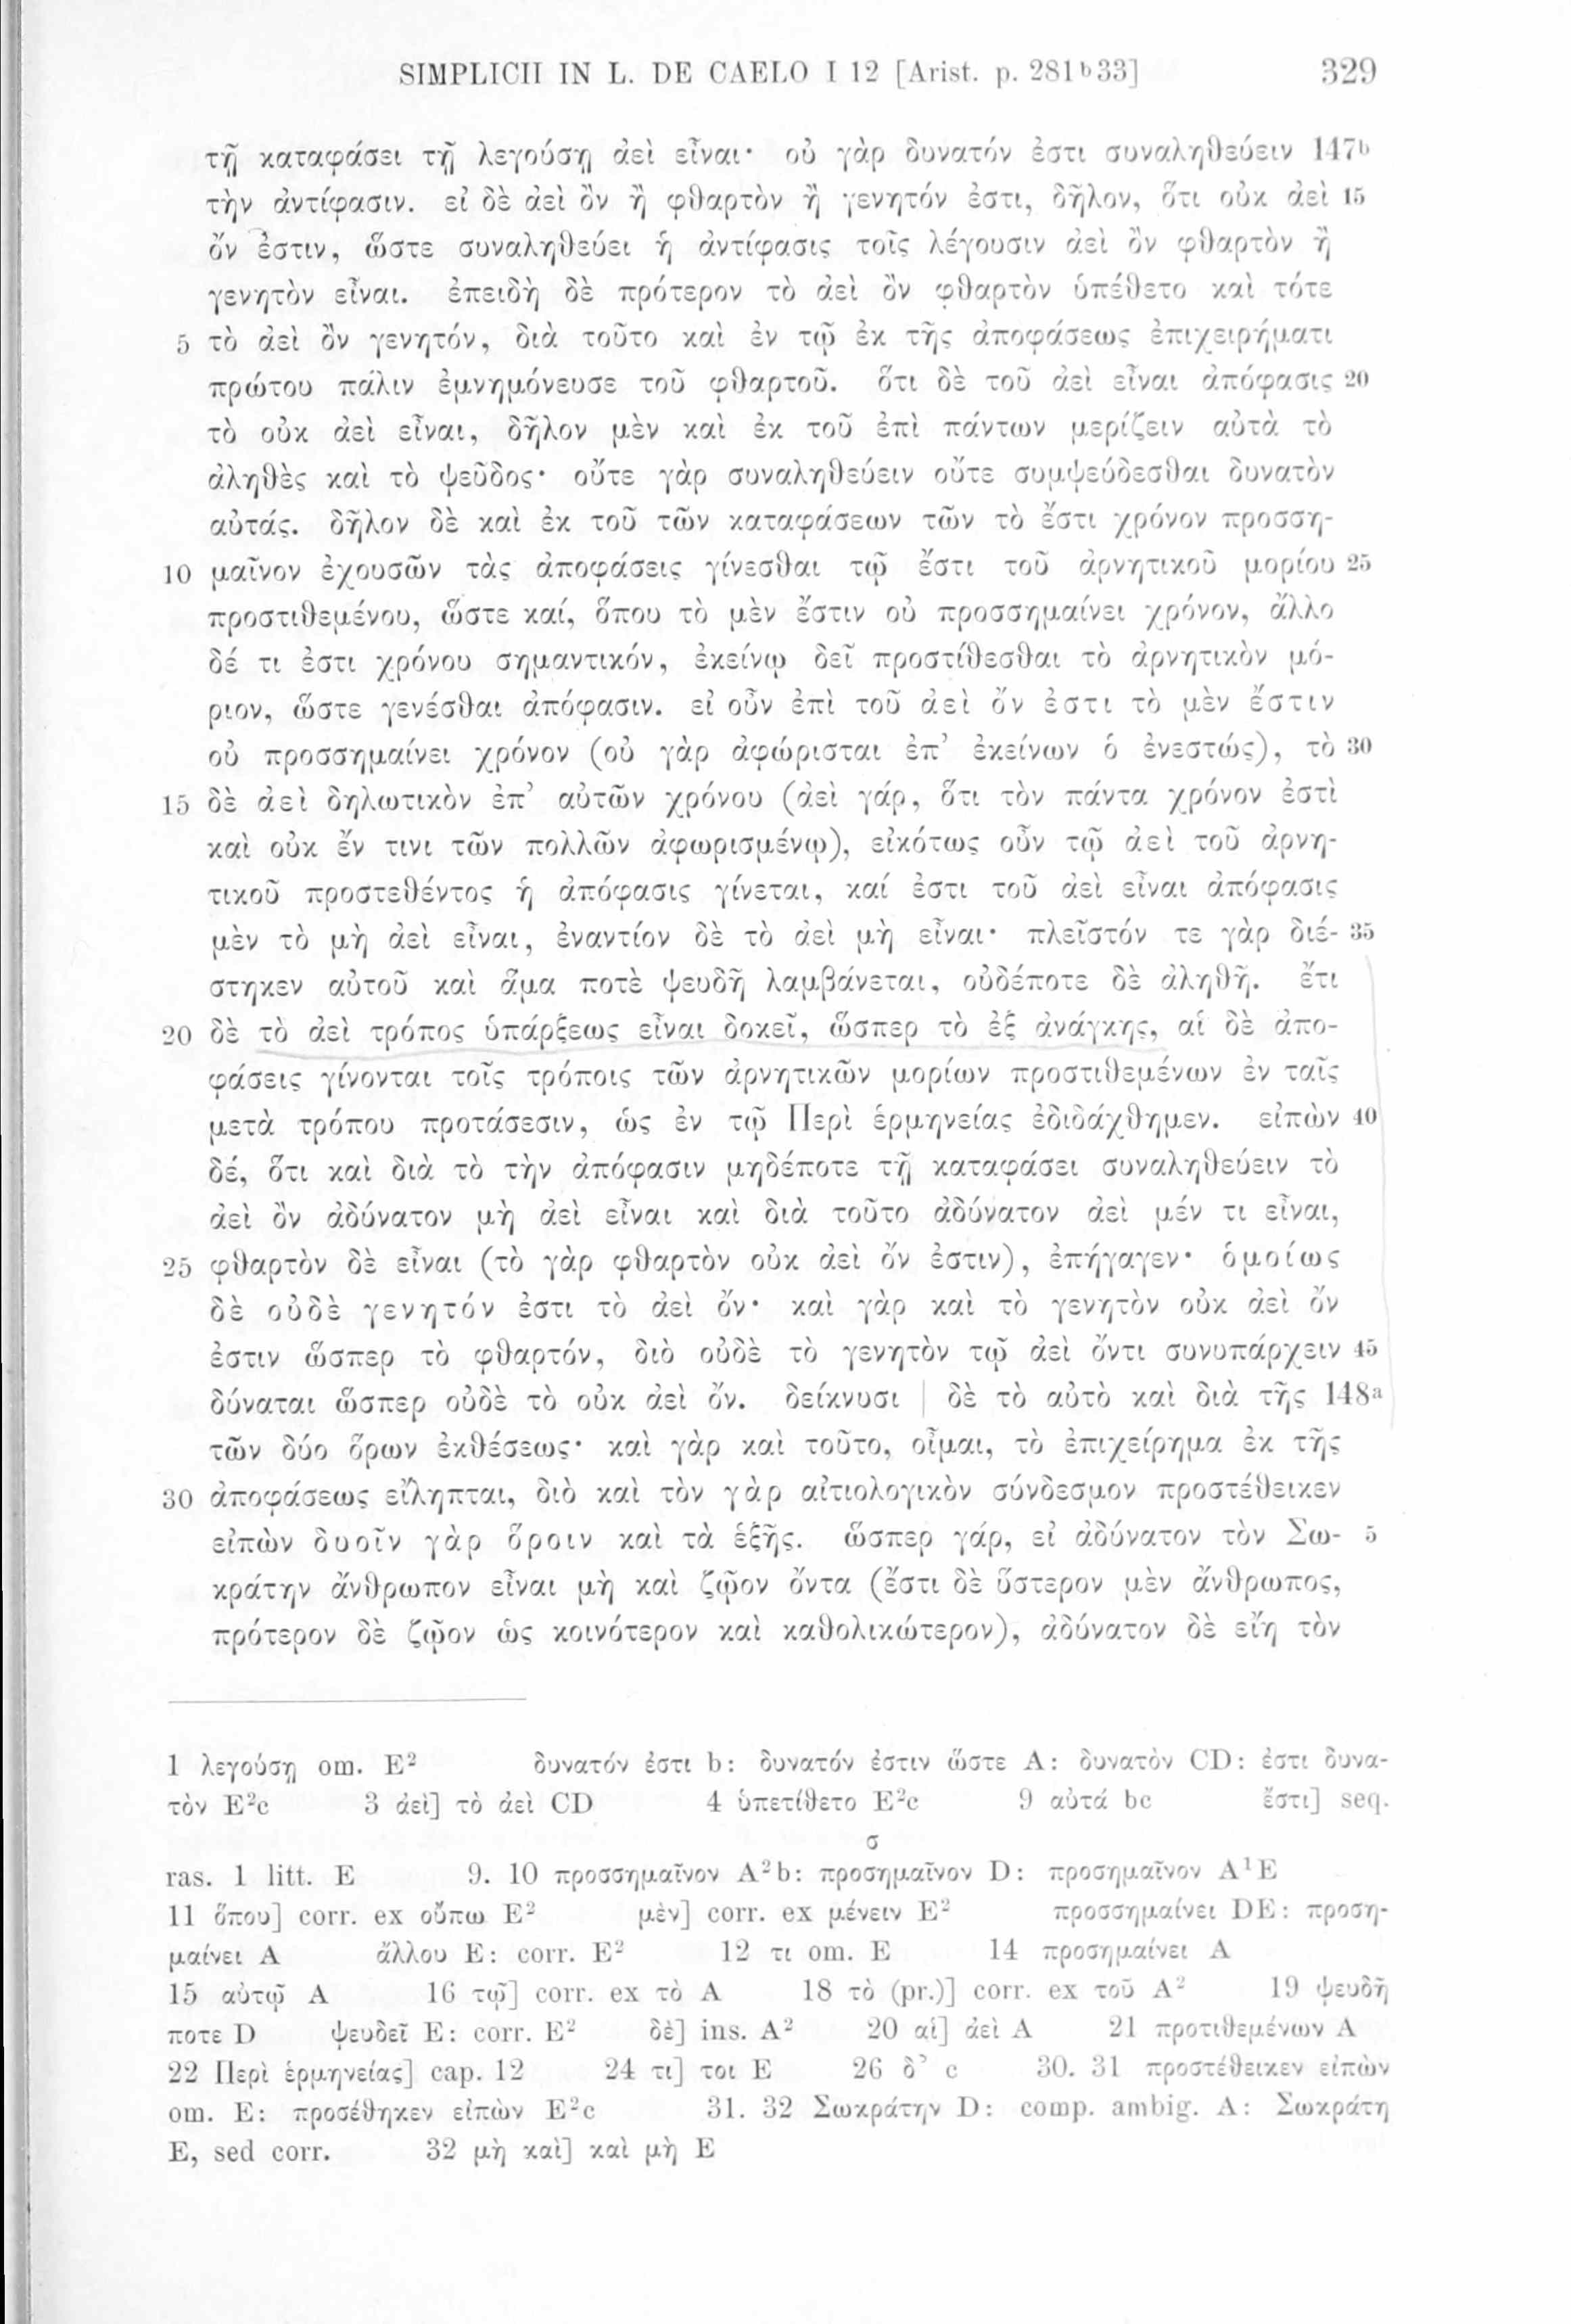 SIMPLICII IN L. DE CAELO I 12 [Arist. p. 281ᵇ33] 329
τῇ καταφάσει τῇ λεγούσῃ ἀεὶ εἶναι· οὐ γὰρ δυνατόν ἐστι συναληθεύειν 147ᵇ
τὴν ἀντίφασιν. εἰ δὲ ἀεὶ ὂν ἢ φθαρτὸν ἢ γενητόν ἐστι, δῆλον, ὅτι οὐκ ἀεὶ 15
ὄν ἐστιν, ὥστε συναληθεύει ἡ ἀντίφασις τοῖς λέγουσιν ἀεὶ ὂν φθαρτὸν ἢ
γενητὸν εἶναι. ἐπειδὴ δὲ πρότερον τὸ ἀεὶ ὂν φθαρτὸν ὑπέθετο καὶ τότε
5 τὸ ἀεὶ ὂν γενητόν, διὰ τοῦτο καὶ ἐν τῷ ἐκ τῆς ἀποφάσεως ἐπιχειρήματι
πρώτου πάλιν ἐμνημόνευσε τοῦ φθαρτοῦ. ὅτι δὲ τοῦ ἀεὶ εἶναι ἀπόφασις 20
τὸ οὐκ ἀεὶ εἶναι, δῆλον μὲν καὶ ἐκ τοῦ ἐπὶ πάντων μερίζειν αὐτὰ τὸ
ἀληθὲς καὶ τὸ ψεῦδος· οὔτε γὰρ συναληθεύειν οὔτε συμψεύδεσθαι δυνατὸν
αὐτάς. δῆλον δὲ καὶ ἐκ τοῦ τῶν καταφάσεων τῶν τὸ ἔστι χρόνον προσση-
10 μαῖνον ἐχουσῶν τὰς ἀποφάσεις γίνεσθαι τῷ ἔστι τοῦ ἀρνητικοῦ μορίου 25
προστιθεμένου, ὥστε καί, ὅπου τὸ μὲν ἔστιν οὐ προσσημαίνει χρόνον, ἄλλο
δέ τι ἐστι χρόνου σημαντικόν, ἐκείνῳ δεῖ προστίθεσθαι τὸ ἀρνητικὸν μό-
ριον, ὥστε γενέσθαι ἀπόφασιν. εἰ οὖν ἐπὶ τοῦ ἀεὶ ὄν ἐστι τὸ μὲν ἔστιν
οὐ προσσημαίνει χρόνον (οὐ γὰρ ἀφώρισται ἐπ’ ἐκείνων ὁ ἐνεστώς), τὸ 30
15 δὲ ἀεὶ δηλωτικὸν ἐπ’ αὐτῶν χρόνου (ἀεὶ γάρ, ὅτι τὸν πάντα χρόνον ἐστὶ
καὶ οὐκ ἔν τινι τῶν πολλῶν ἀφωρισμένῳ), εἰκότως οὖν τῷ ἀεὶ τοῦ ἀρνη-
τικοῦ προστεθέντος ἡ ἀπόφασις γίνεται, καί ἐστι τοῦ ἀεὶ εἶναι ἀπόφασις
μὲν τὸ μὴ ἀεὶ εἶναι, ἐναντίον δὲ τὸ ἀεὶ μὴ εἶναι· πλεῖστόν τε γὰρ διέ- 35
στηκεν αὐτοῦ καὶ ἅμα ποτὲ ψευδῆ λαμβάνεται, οὐδέποτε δὲ ἀληθῆ. ἔτι
20 δὲ τὸ ἀεὶ τρόπος ὑπάρξεως εἶναι δοκεῖ, ὥσπερ τὸ ἐξ ἀνάγκης, αἱ δὲ ἀπο-
φάσεις γίνονται τοῖς τρόποις τῶν ἀρνητικῶν μορίων προστιθεμένων ἐν ταῖς
μετὰ τρόπου προτάσεσιν, ὡς ἐν τῷ Περὶ ἑρμηνείας ἐδιδάχθημεν. εἰπὼν 40
δέ, ὅτι καὶ διὰ τὸ τὴν ἀπόφασιν μηδέποτε τῇ καταφάσει συναληθεύειν τὸ
ἀεὶ ὂν ἀδύνατον μὴ ἀεὶ εἶναι καὶ διὰ τοῦτο ἀδύνατον ἀεὶ μέν τι εἶναι,
25 φθαρτὸν δὲ εἶναι (τὸ γὰρ φθαρτὸν οὐκ ἀεὶ ὄν ἐστιν), ἐπήγαγεν· ὁμοίως
δὲ οὐδὲ γενητόν ἐστι τὸ ἀεὶ ὄν· καὶ γὰρ καὶ τὸ γενητὸν οὐκ ἀεὶ ὄν
ἐστιν ὥσπερ τὸ φθαρτόν, διὸ οὐδὲ τὸ γενητὸν τῷ ἀεὶ ὄντι συνυπάρχειν 45
δύναται ὥσπερ οὐδὲ τὸ οὐκ ἀεὶ ὄν. δείκνυσι | δὲ τὸ αὐτὸ καὶ διὰ τῆς 148ᵃ
τῶν δύο ὅρων ἐκθέσεως· καὶ γὰρ καὶ τοῦτο, οἶμαι, τὸ ἐπιχείρημα ἐκ τῆς
30 ἀποφάσεως εἴληπται, διὸ καὶ τὸν γὰρ αἰτιολογικὸν σύνδεσμον προστέθεικεν
εἰπὼν δυοῖν γὰρ ὅροιν καὶ τὰ ἑξῆς. ὥσπερ γάρ, εἰ ἀδύνατον τὸν Σω- 5
κράτην ἄνθρωπον εἶναι μὴ καὶ ζῷον ὄντα (ἔστι δὲ ὕστερον μὲν ἄνθρωπος,
πρότερον δὲ ζῷον ὡς κοινότερον καὶ καθολικώτερον), ἀδύνατον δὲ εἴη τὸν
1 λεγούσῃ om. E² δυνατόν ἐστι b: δυνατόν ἐστιν ὥστε A: δυνατὸν CD: ἐστι δυνα-
τὸν E²c 3 ἀεὶ] τὸ ἀεὶ CD 4 ὑπετίθετο E²c 9 αὐτά bc ἔστι] seq.
σ
ras. 1 litt. E 9. 10 προσσημαῖνον A²b: προσημαῖνον D: προσημαῖνον A¹E
11 ὅπου] corr. ex οὔπω E² μὲν] corr. ex μένειν E² προσσημαίνει DE: προση-
μαίνει A ἄλλου E: corr. E² 12 τι om. E 14 προσημαίνει A
15 αὐτῷ A 16 τῷ] corr. ex τὸ A 18 τὸ (pr.)] corr. ex τοῦ A² 19 ψευδῆ
ποτε D ψευδεῖ E: corr. E² δὲ] ins. A² 20 αἱ] ἀεὶ A 21 προτιθεμένων A
22 Περὶ ἑρμηνείας] cap. 12 24 τι] τοι E 26 δ’ c 30. 31 προστέθεικεν εἰπὼν
om. E: προσέθηκεν εἰπὼν E²c 31. 32 Σωκράτην D: comp. ambig. A: Σωκράτη
E, sed corr. 32 μὴ καὶ] καὶ μὴ E